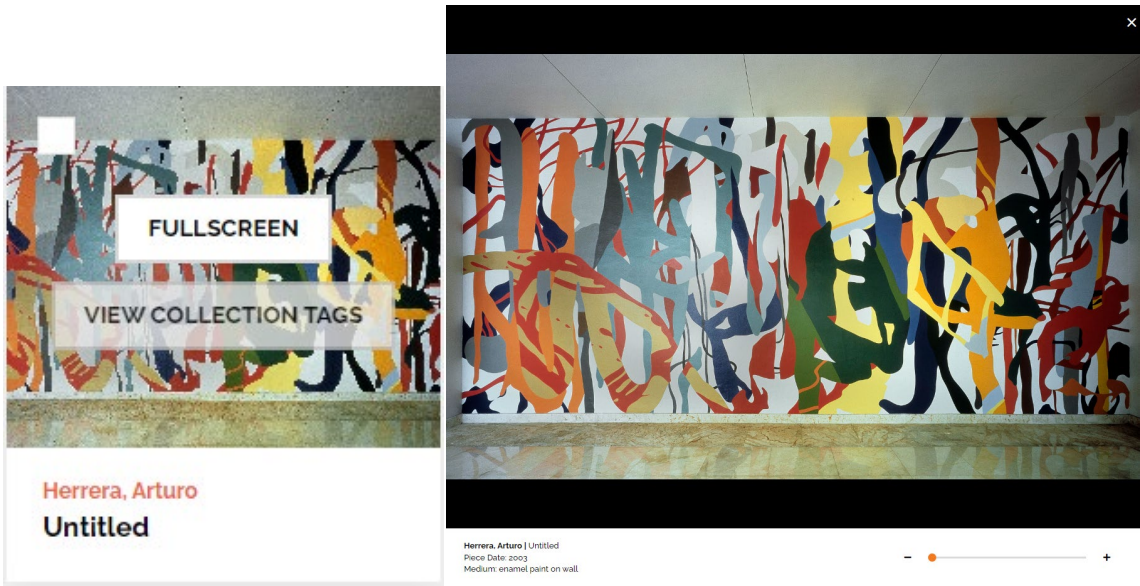 FULLSCREEN
VIEW COLLECTION TAGS
Herrera, Arturo
Untitled
×
Herrera, Arturo | Untitled
Piece Date: 2003
Medium: enamel paint on wall
− +